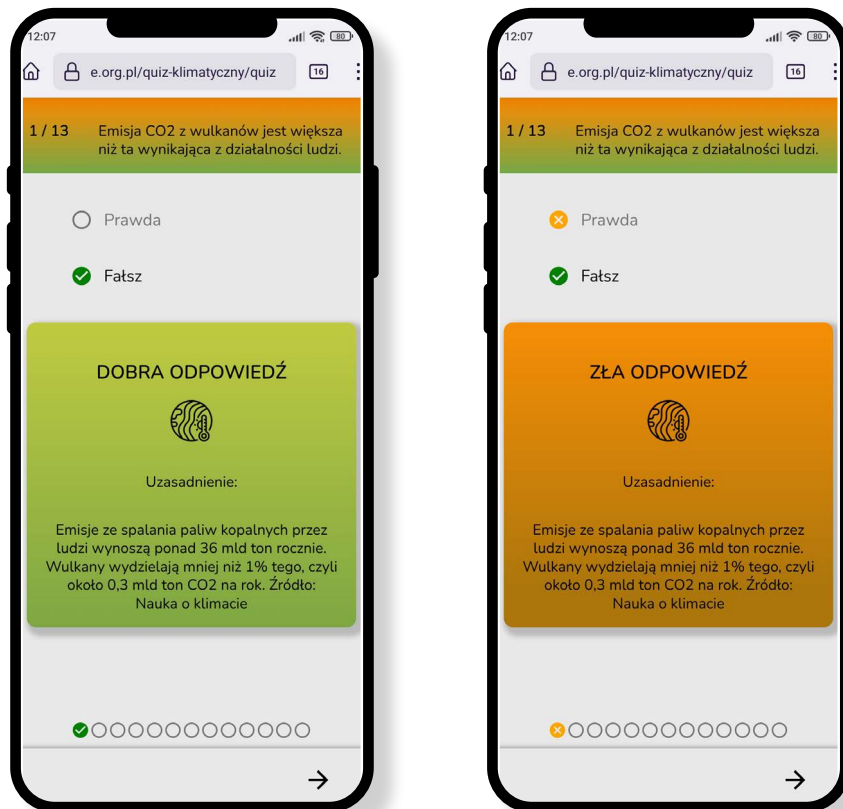 12:07
80
e.org.pl/quiz-klimatyczny/quiz
16
1 / 13
Emisja CO2 z wulkanów jest większa
niż ta wynikająca z działalności ludzi.
Prawda
Fałsz
DOBRA ODPOWIEDŹ
Uzasadnienie:
Emisje ze spalania paliw kopalnych przez
ludzi wynoszą ponad 36 mld ton rocznie.
Wulkany wydzielają mniej niż 1% tego, czyli
około 0,3 mld ton CO2 na rok. Źródło:
Nauka o klimacie
12:07
80
e.org.pl/quiz-klimatyczny/quiz
16
1 / 13
Emisja CO2 z wulkanów jest większa
niż ta wynikająca z działalności ludzi.
Prawda
Fałsz
ZŁA ODPOWIEDŹ
Uzasadnienie:
Emisje ze spalania paliw kopalnych przez
ludzi wynoszą ponad 36 mld ton rocznie.
Wulkany wydzielają mniej niż 1% tego, czyli
około 0,3 mld ton CO2 na rok. Źródło:
Nauka o klimacie